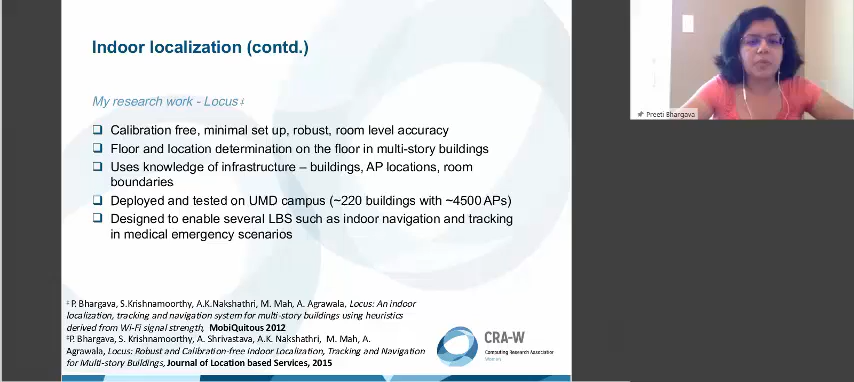 Indoor localization (contd.)
My research work - Locus
Calibration free, minimal set up, robust, room level accuracy
Floor and location determination on the floor in multi-story buildings
Uses knowledge of infrastructure – buildings, AP locations, room
boundaries
Deployed and tested on UMD campus (~220 buildings with ~4500 APs)
Designed to enable several LBS such as indoor navigation and tracking
in medical emergency scenarios
P. Bhargava, S.Krishnamoorthy, A.K.Nakshathri, M. Mah, A. Agrawala, Locus: An indoor
localization, tracking and navigation system for multi-story buildings using heuristics
derived from Wi-Fi signal strength, MobiQuitous 2012
P. Bhargava, S. Krishnamoorthy, A. Shrivastava, A.K. Nakshathri, M. Mah, A.
Agrawala, Locus: Robust and Calibration-free Indoor Localization, Tracking and Navigation
for Multi-story Buildings, Journal of Location based Services, 2015
CRA-W
Computing Research Association
Women
Preeti Bhargava